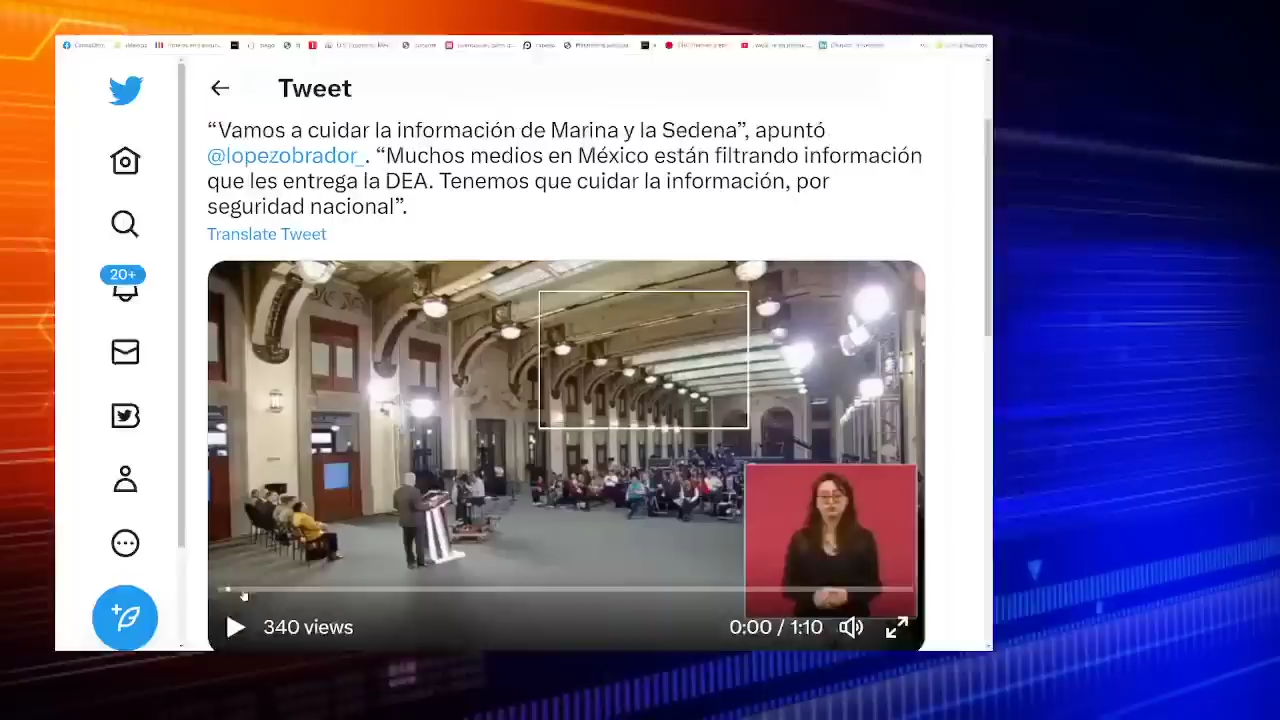 Tweet
“Vamos a cuidar la información de Marina y la Sedena”, apuntó
@lopezobrador_. “Muchos medios en México están filtrando información
que les entrega la DEA. Tenemos que cuidar la información, por
seguridad nacional”.
Translate Tweet
20+
340 views
0:00 / 1:10